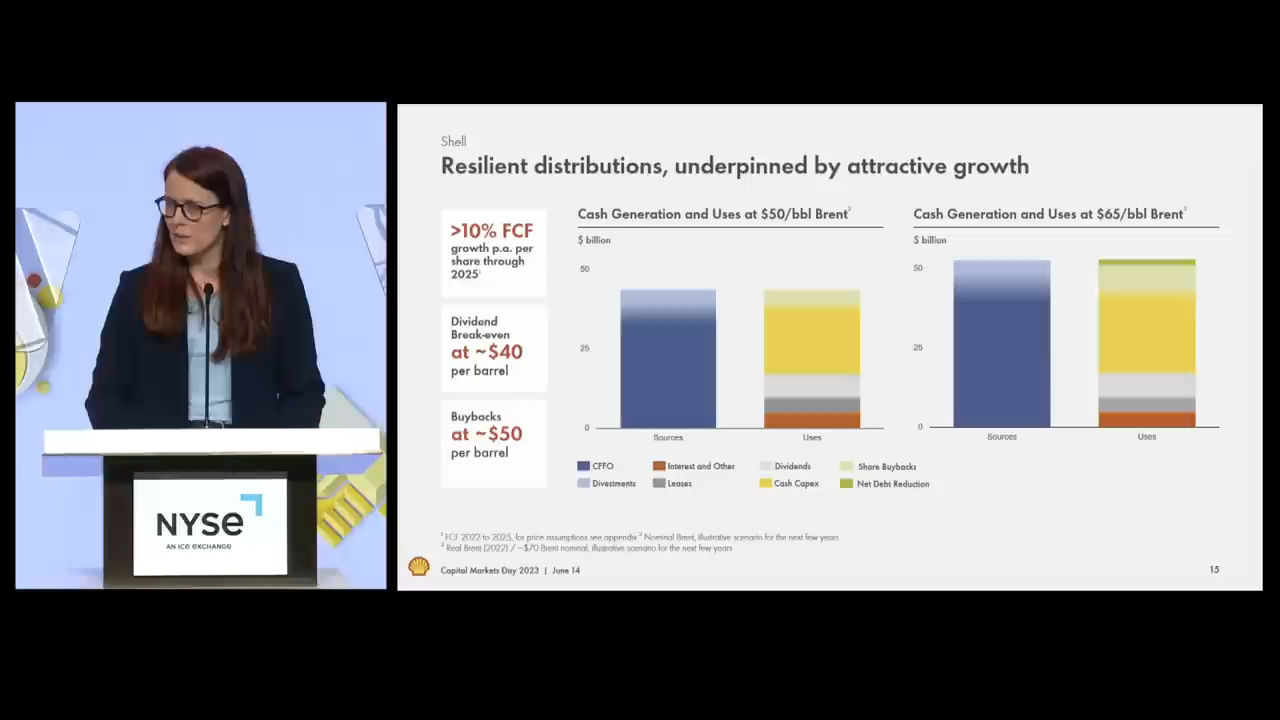 NYSE
AN ICE EXCHANGE
Shell
Resilient distributions, underpinned by attractive growth
>10% FCF
growth p.a. per
share through
2025¹
Dividend
Break-even
at ~$40
per barrel
Buybacks
at ~$50
per barrel
Cash Generation and Uses at $50/bbl Brent²
$ billion
50
25
0
Sources
Uses
Cash Generation and Uses at $65/bbl Brent³
$ billion
50
25
0
Sources
Uses
CFFO
Interest and Other
Dividends
Share Buybacks
Divestments
Leases
Cash Capex
Net Debt Reduction
¹ FCF 2022 to 2025, for price assumptions see appendix ² Nominal Brent, illustrative scenario for the next few years
³ Real Brent (2022) / ~$70 Brent nominal, illustrative scenario for the next few years
Capital Markets Day 2023 | June 14
15